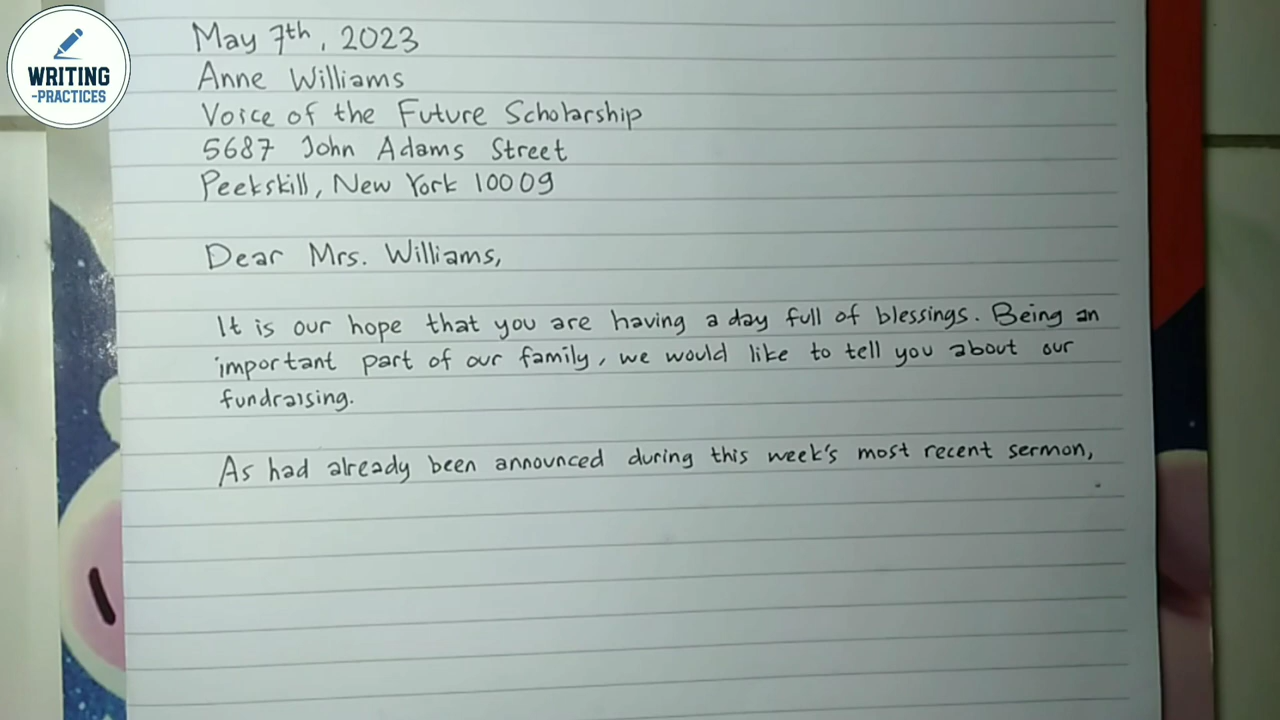 WRITING
-PRACTICES
May 7th, 2023
Anne Williams
Voice of the Future Scholarship
5687 John Adams Street
Peekskill, New York 10009
Dear Mrs. Williams,
It is our hope that you are having a day full of blessings. Being an
important part of our family, we would like to tell you about our
fundraising.
As had already been announced during this week's most recent sermon,